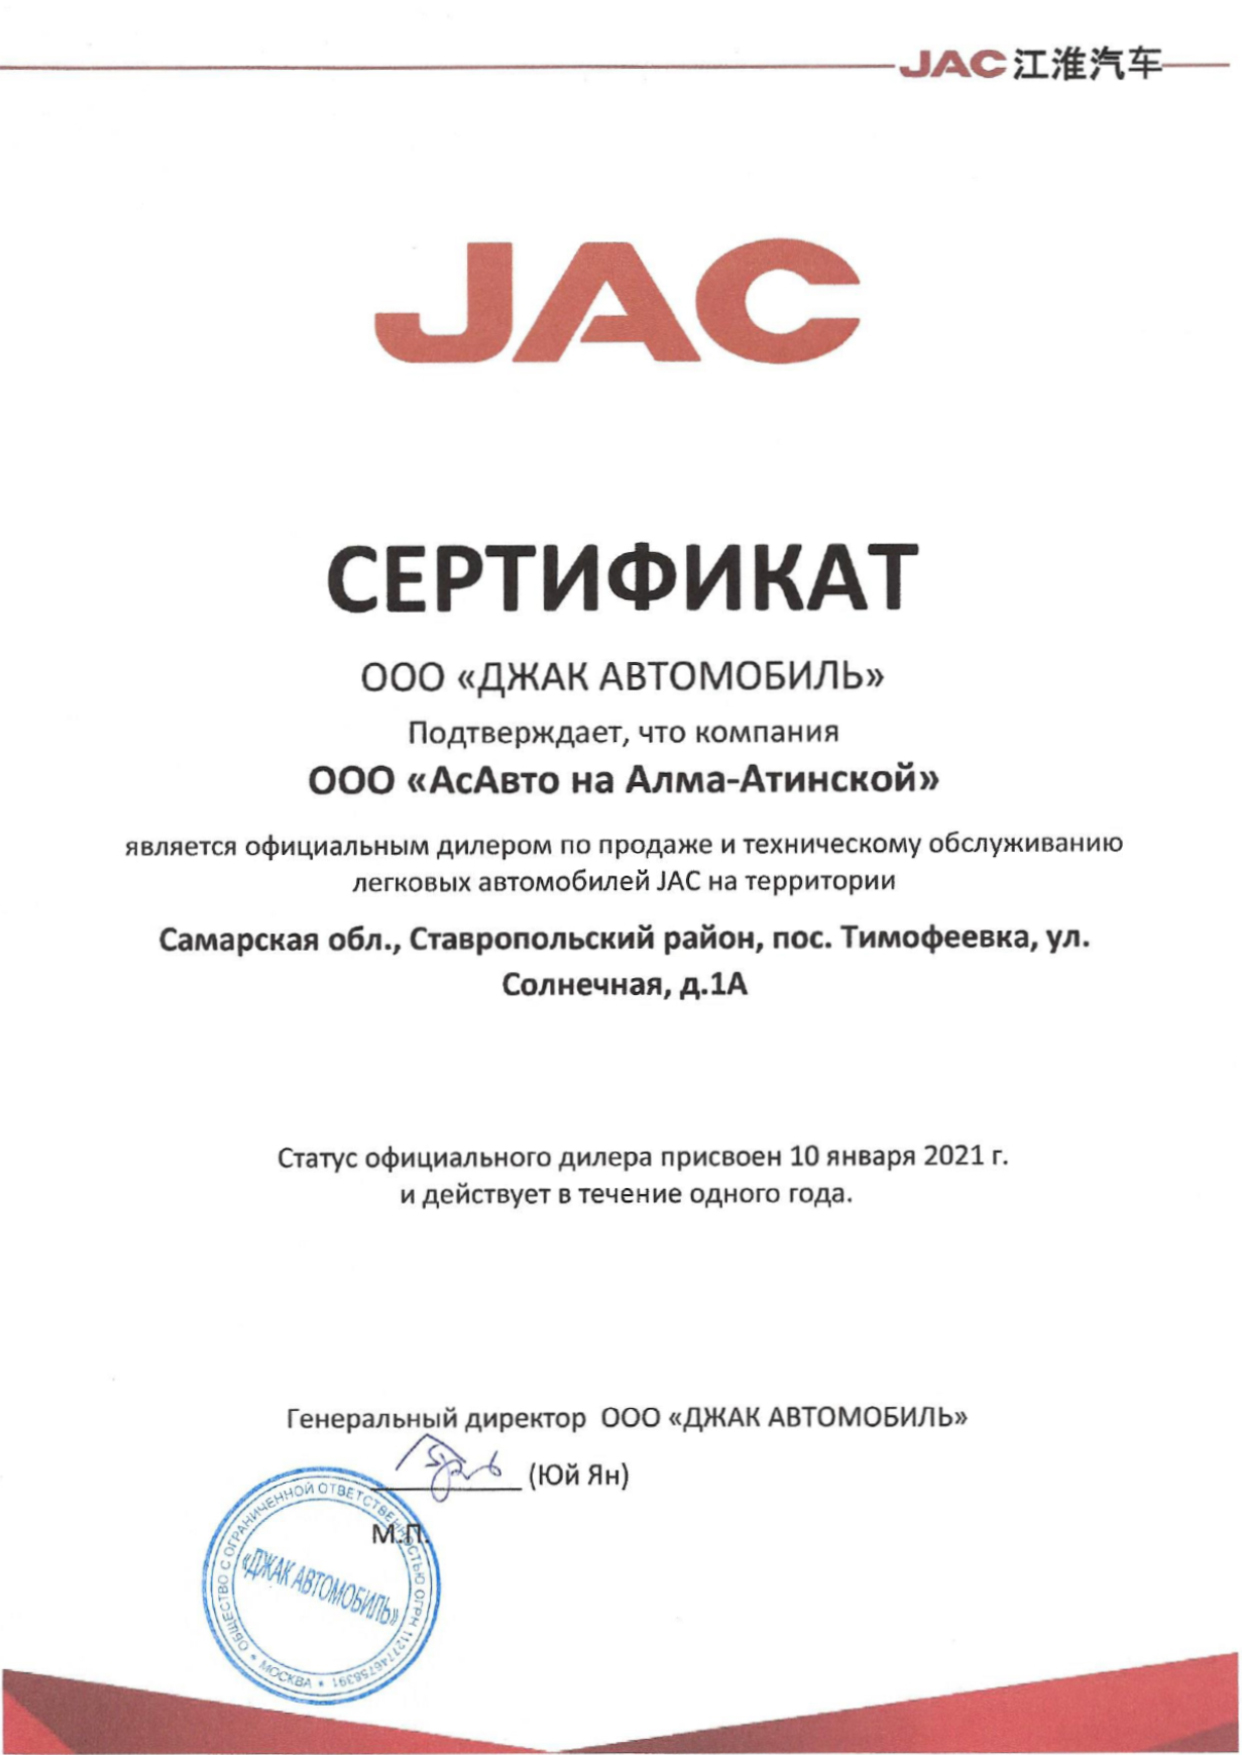 JAC 江淮汽车
JAC
СЕРТИФИКАТ
ООО «ДЖАК АВТОМОБИЛЬ»
Подтверждает, что компания
ООО «АсАвто на Алма-Атинской»
является официальным дилером по продаже и техническому обслуживанию
легковых автомобилей JAC на территории
Самарская обл., Ставропольский район, пос. Тимофеевка, ул.
Солнечная, д.1А
Статус официального дилера присвоен 10 января 2021 г.
и действует в течение одного года.
Генеральный директор ООО «ДЖАК АВТОМОБИЛЬ»
(Юй Ян)
М.П.
ОБЩЕСТВО С ОГРАНИЧЕННОЙ ОТВЕТСТВЕННОСТЬЮ ОГРН 1127746758391 * МОСКВА *
«ДЖАК АВТОМОБИЛЬ»